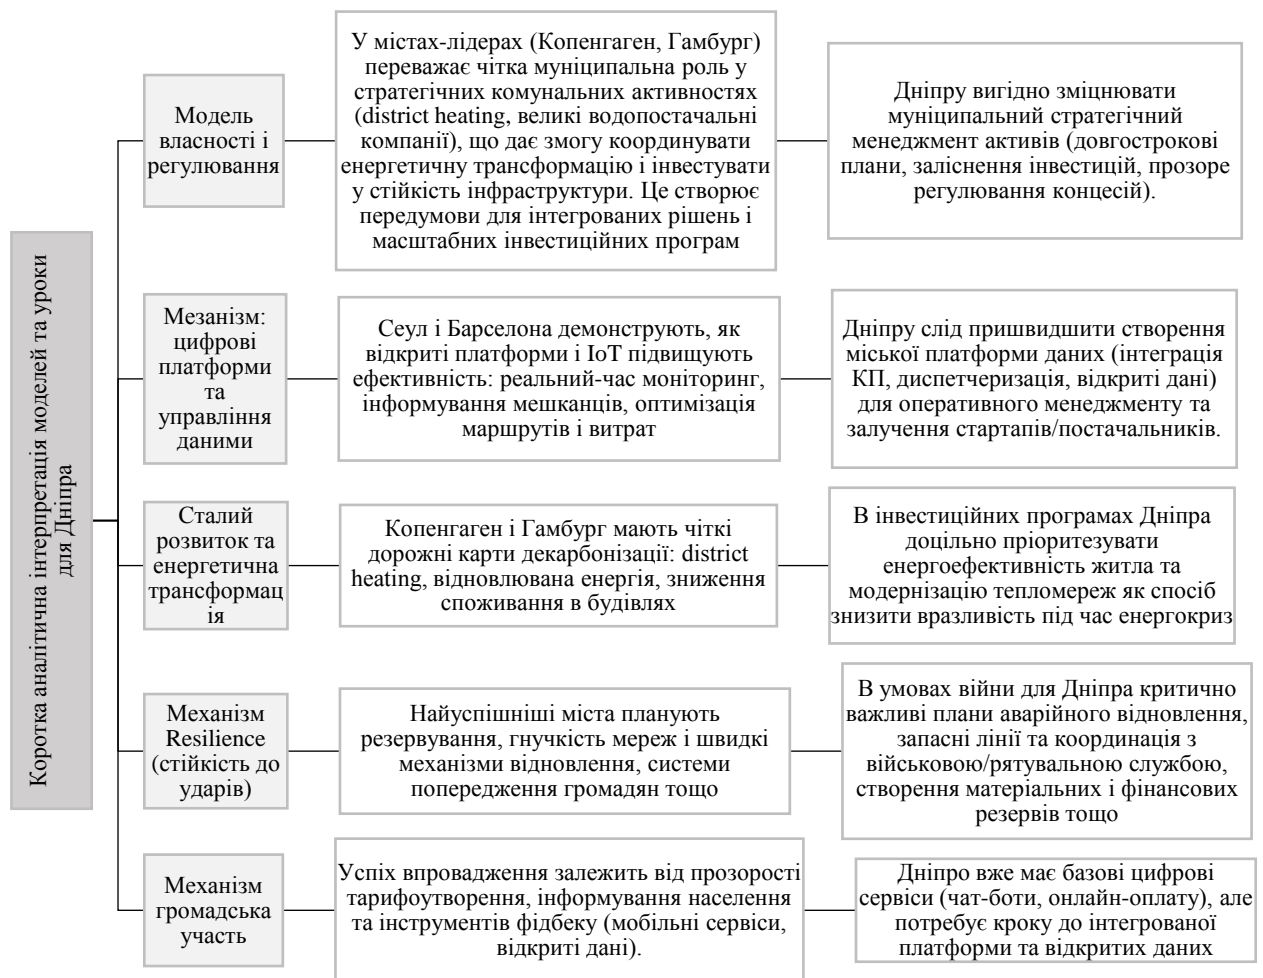 Коротка аналітична інтерпретація моделей та уроки
для Дніпра
Модель
власності і
регулювання
У містах-лідерах (Копенгаген, Гамбург)
переважає чітка муніципальна роль у
стратегічних комунальних активностях
(district heating, великі водопостачальні
компанії), що дає змогу координувати
енергетичну трансформацію і інвестувати
у стійкість інфраструктури. Це створює
передумови для інтегрованих рішень і
масштабних інвестиційних програм
Дніпру вигідно зміцнювати
муніципальний стратегічний
менеджмент активів (довгострокові
плани, заліснення інвестицій, прозоре
регулювання концесій).
Мезанізм:
цифрові
платформи
та
управління
даними
Сеул і Барселона демонструють, як
відкриті платформи і IoT підвищують
ефективність: реальний-час моніторинг,
інформування мешканців, оптимізація
маршрутів і витрат
Дніпру слід пришвидшити створення
міської платформи даних (інтеграція
КП, диспетчеризація, відкриті дані)
для оперативного менеджменту та
залучення стартапів/постачальників.
Сталий
розвиток та
енергетична
трансформац
ія
Копенгаген і Гамбург мають чіткі
дорожні карти декарбонізації: district
heating, відновлювана енергія, зниження
споживання в будівлях
В інвестиційних програмах Дніпра
доцільно пріоритезувати
енергоефективність житла та
модернізацію тепломереж як спосіб
знизити вразливість під час енергокриз
Механізм
Resilience
(стійкість до
ударів)
Найуспішніші міста планують
резервування, гнучкість мереж і швидкі
механізми відновлення, системи
попередження громадян тощо
В умовах війни для Дніпра критично
важливі плани аварійного відновлення,
запасні лінії та координація з
військовою/рятувальною службою,
створення матеріальних і фінансових
резервів тощо
Механізм
громадська
участь
Успіх впровадження залежить від прозорості
тарифоутворення, інформування населення
та інструментів фідбеку (мобільні сервіси,
відкриті дані).
Дніпро вже має базові цифрові
сервіси (чат-боти, онлайн-оплату), але
потребує кроку до інтегрованої
платформи та відкритих даних